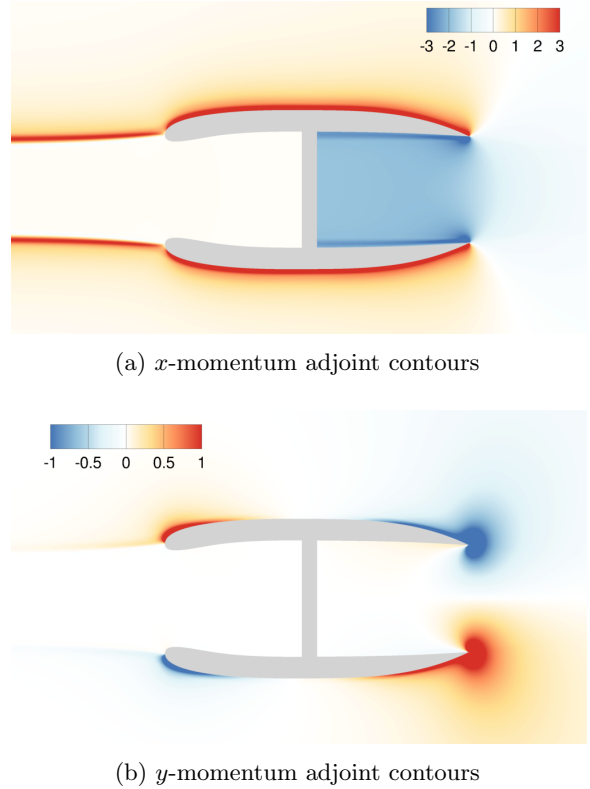 -3 -2 -1 0 1 2 3
(a) x-momentum adjoint contours
-1 -0.5 0 0.5 1
(b) y-momentum adjoint contours